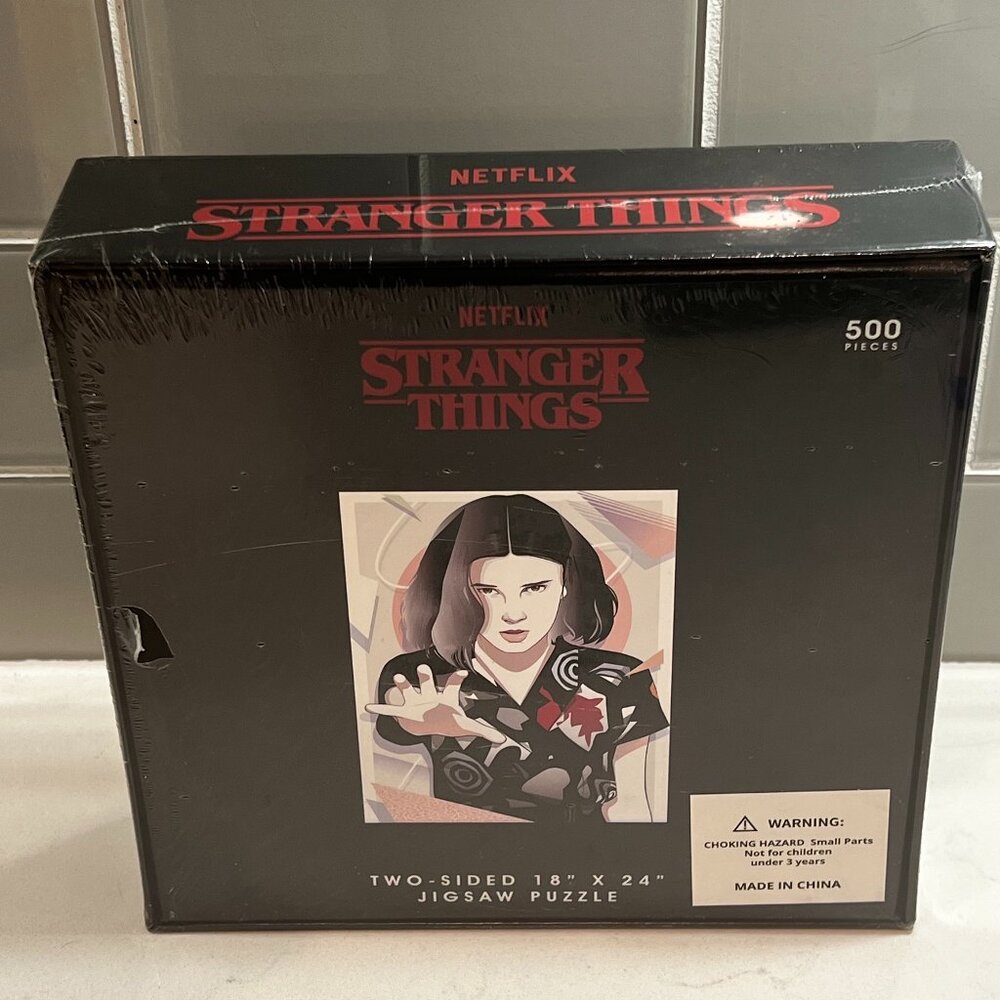 NETFLIX
STRANGER THINGS
NETFLIX
STRANGER
THINGS
500
PIECES
TWO-SIDED 18" X 24"
JIGSAW PUZZLE
WARNING:
CHOKING HAZARD Small Parts
Not for children
under 3 years
MADE IN CHINA